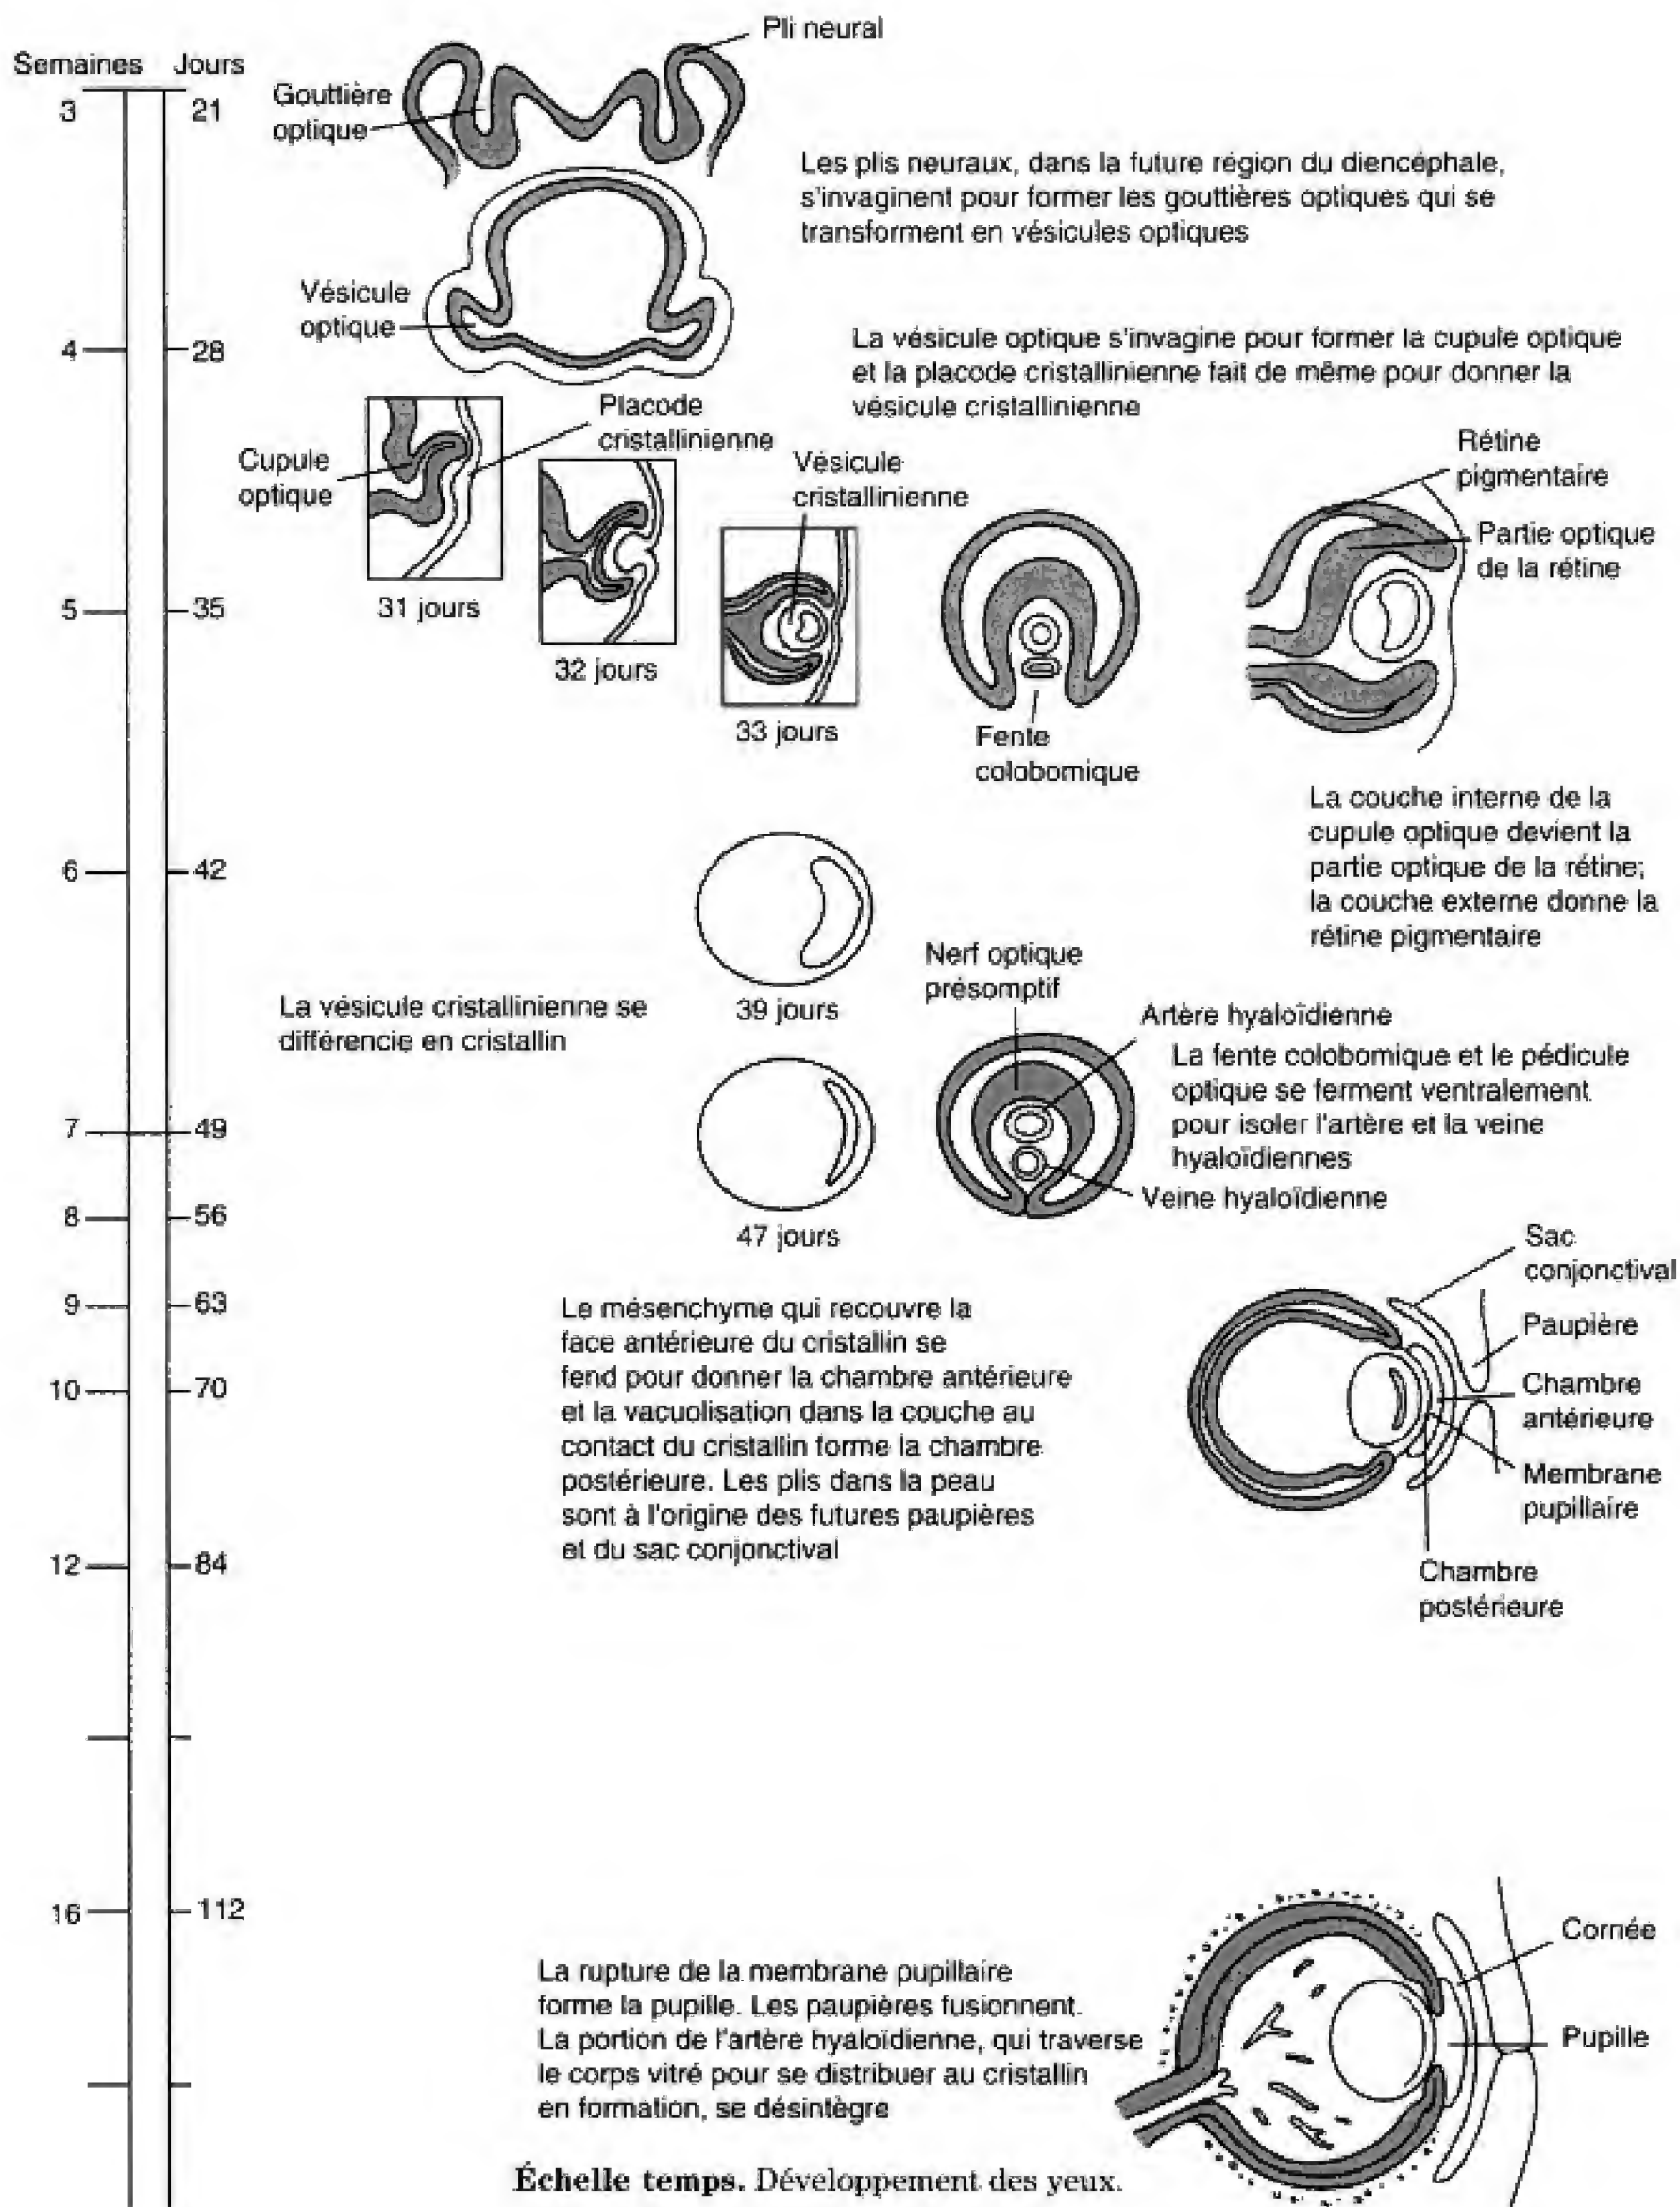 Semaines Jours
3 21
Pli neural
Gouttière
optique
Les plis neuraux, dans la future région du diencéphale,
s'invaginent pour former les gouttières optiques qui se
transforment en vésicules optiques
Vésicule
optique
4 28
La vésicule optique s'invagine pour former la cupule optique
et la placode cristallinienne fait de même pour donner la
vésicule cristallinienne
Placode
cristallinienne
Cupule
optique
Vésicule
cristallinienne
Rétine
pigmentaire
Partie optique
de la rétine
5 35
31 jours
32 jours
33 jours
Fente
colobomique
La couche interne de la
cupule optique devient la
partie optique de la rétine;
la couche externe donne la
rétine pigmentaire
6 42
39 jours
La vésicule cristallinienne se
différencie en cristallin
Nerf optique
présomptif
Artère hyaloïdienne
La fente colobomique et le pédicule
optique se ferment ventralement
pour isoler l'artère et la veine
hyaloïdiennes
Veine hyaloïdienne
7 49
8 56
47 jours
9 63
10 70
12 84
Le mésenchyme qui recouvre la
face antérieure du cristallin se
fend pour donner la chambre antérieure
et la vacuolisation dans la couche au
contact du cristallin forme la chambre
postérieure. Les plis dans la peau
sont à l'origine des futures paupières
et du sac conjonctival
Sac
conjonctival
Paupière
Chambre
antérieure
Membrane
pupillaire
Chambre
postérieure
16 112
La rupture de la membrane pupillaire
forme la pupille. Les paupières fusionnent.
La portion de l'artère hyaloïdienne, qui traverse
le corps vitré pour se distribuer au cristallin
en formation, se désintègre
Cornée
Pupille
Échelle temps. Développement des yeux.